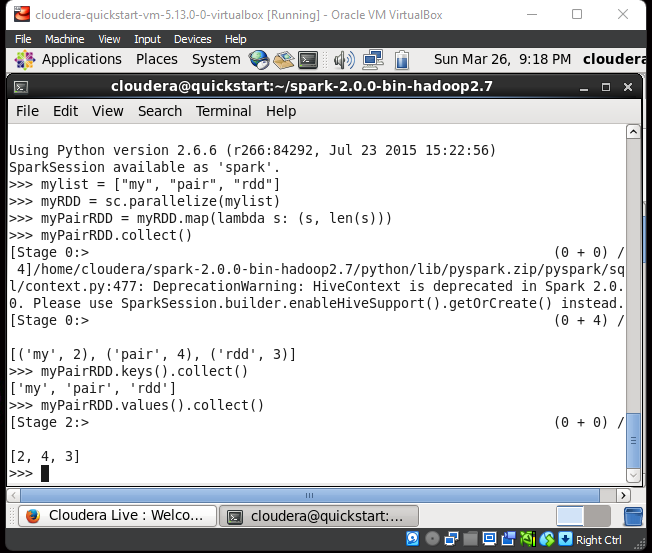 cloudera-quickstart-vm-5.13.0-0-virtualbox [Running] - Oracle VM VirtualBox
File Machine View Input Devices Help
Applications Places System Sun Mar 26, 9:18 PM cloudera
cloudera@quickstart:~/spark-2.0.0-bin-hadoop2.7
File Edit View Search Terminal Help
Using Python version 2.6.6 (r266:84292, Jul 23 2015 15:22:56)
SparkSession available as 'spark'.
>>> mylist = ["my", "pair", "rdd"]
>>> myRDD = sc.parallelize(mylist)
>>> myPairRDD = myRDD.map(lambda s: (s, len(s)))
>>> myPairRDD.collect()
[Stage 0:> (0 + 0) /
 4]/home/cloudera/spark-2.0.0-bin-hadoop2.7/python/lib/pyspark.zip/pyspark/sq
l/context.py:477: DeprecationWarning: HiveContext is deprecated in Spark 2.0.
0. Please use SparkSession.builder.enableHiveSupport().getOrCreate() instead.
[Stage 0:> (0 + 4) /
[('my', 2), ('pair', 4), ('rdd', 3)]
>>> myPairRDD.keys().collect()
['my', 'pair', 'rdd']
>>> myPairRDD.values().collect()
[Stage 2:> (0 + 0) /
[2, 4, 3]
>>>
Cloudera Live : Welco... cloudera@quickstart:...
Right Ctrl